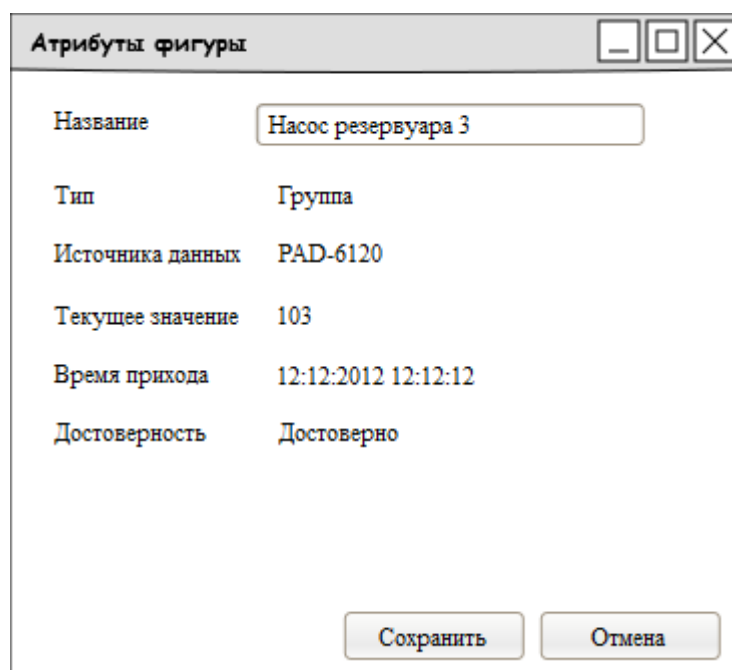 Атрибуты фигуры
Название Насос резервуара 3
Тип Группа
Источника данных PAD-6120
Текущее значение 103
Время прихода 12:12:2012 12:12:12
Достоверность Достоверно
Сохранить Отмена